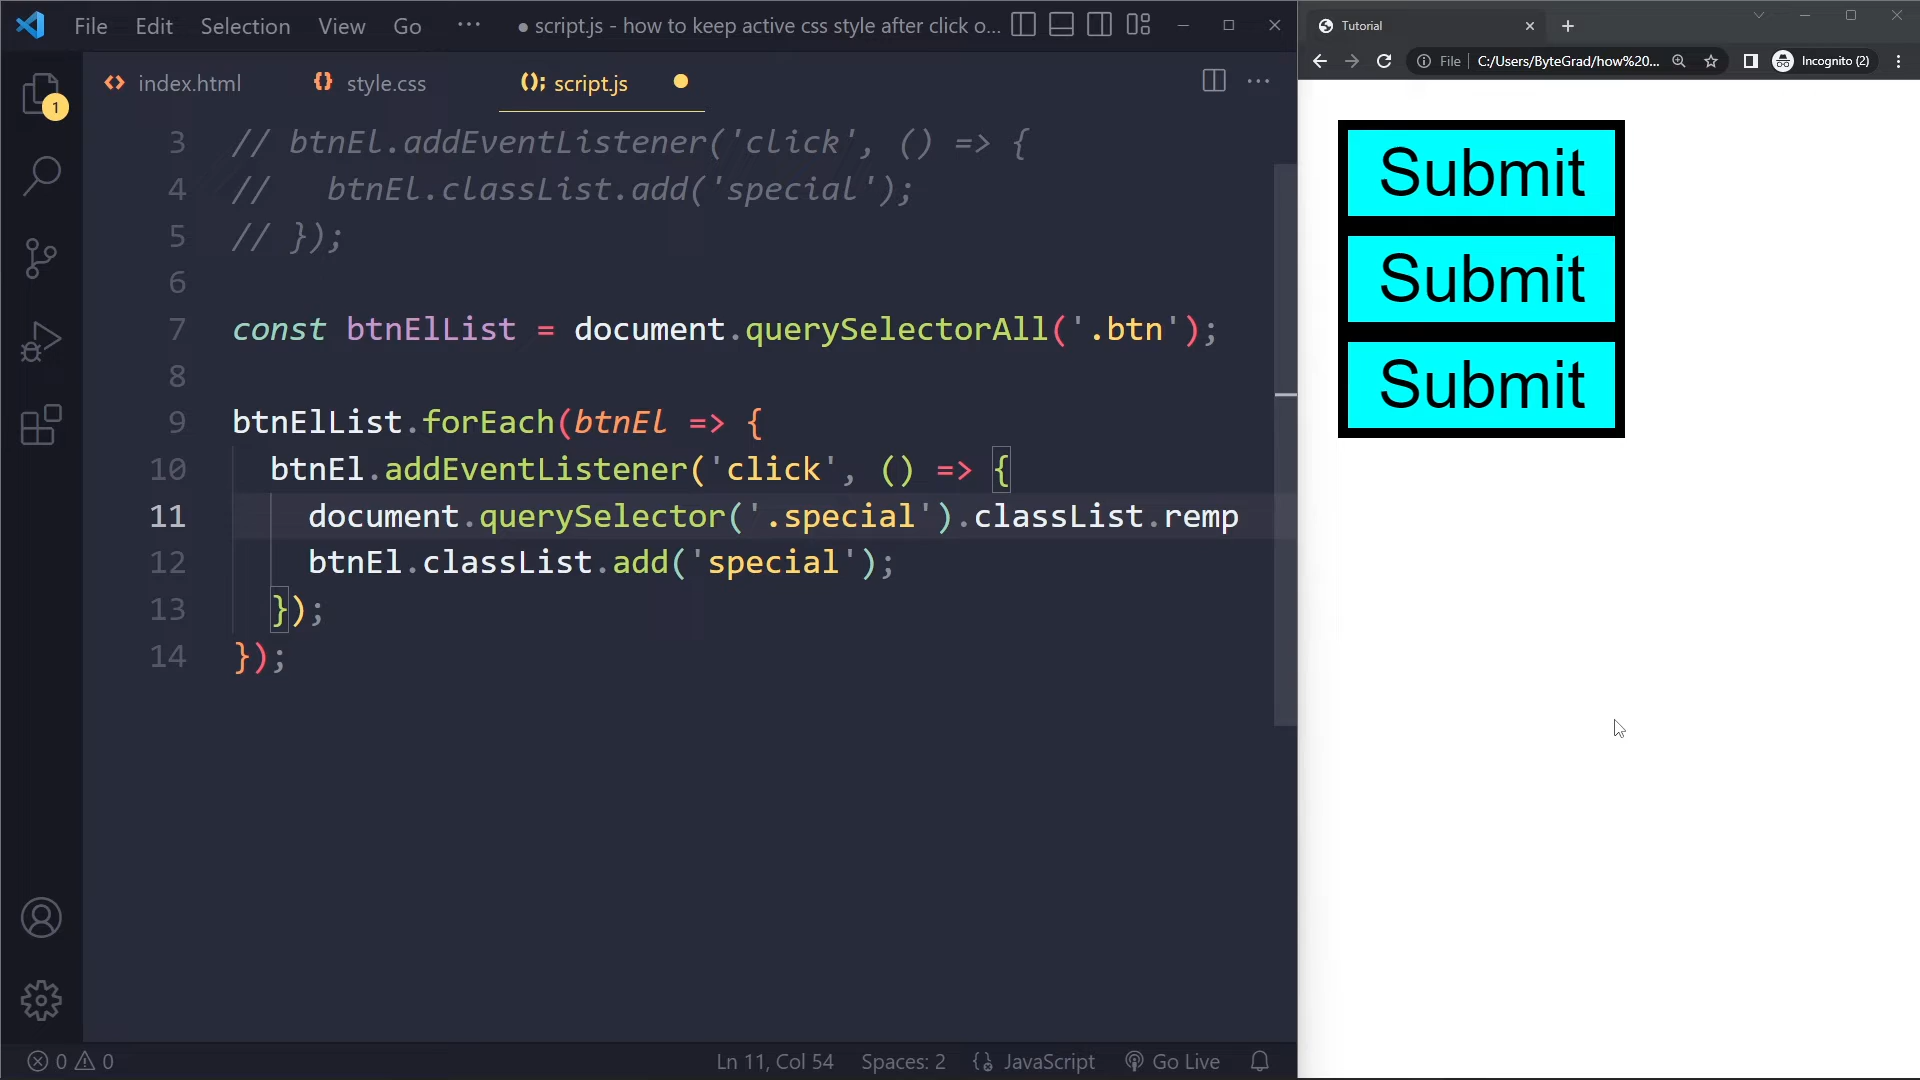 File Edit Selection View Go ··· ● script.js - how to keep active css style after click o...
Tutorial
File C:/Users/ByteGrad/how%20... Incognito (2)
1
index.html style.css (); script.js
3 // btnEl.addEventListener('click', () => {
4 //   btnEl.classList.add('special');
5 // });
6
7 const btnElList = document.querySelectorAll('.btn');
8
9 btnElList.forEach(btnEl => {
10   btnEl.addEventListener('click', () => {
11     document.querySelector('.special').classList.remp
12     btnEl.classList.add('special');
13   });
14 });
Submit
Submit
Submit
0 0 Ln 11, Col 54 Spaces: 2 JavaScript Go Live